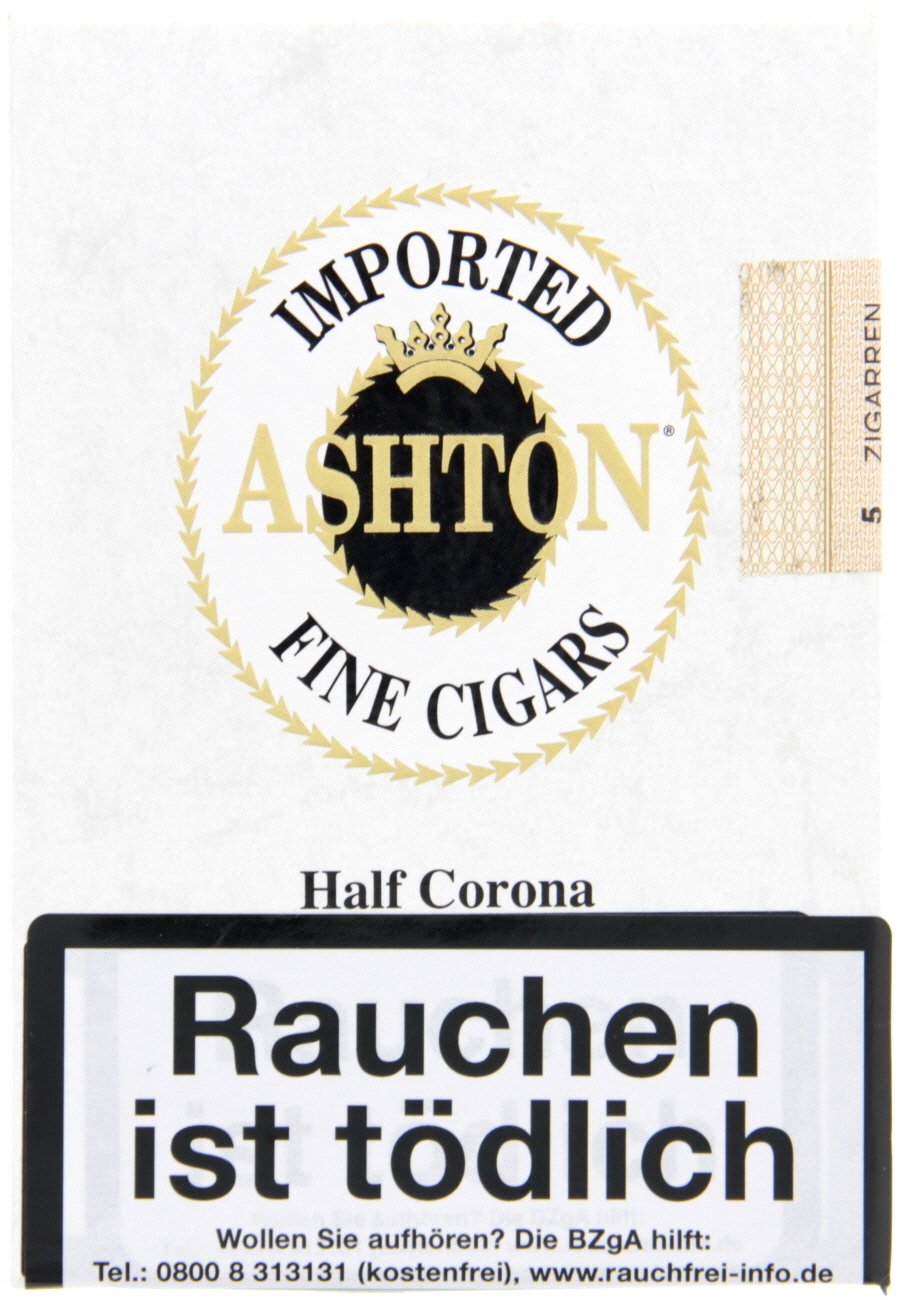 IMPORTED
ASHTON®
FINE CIGARS
5 ZIGARREN
Half Corona
Rauchen
ist tödlich
Wollen Sie aufhören? Die BZgA hilft:
Tel.: 0800 8 313131 (kostenfrei), www.rauchfrei-info.de